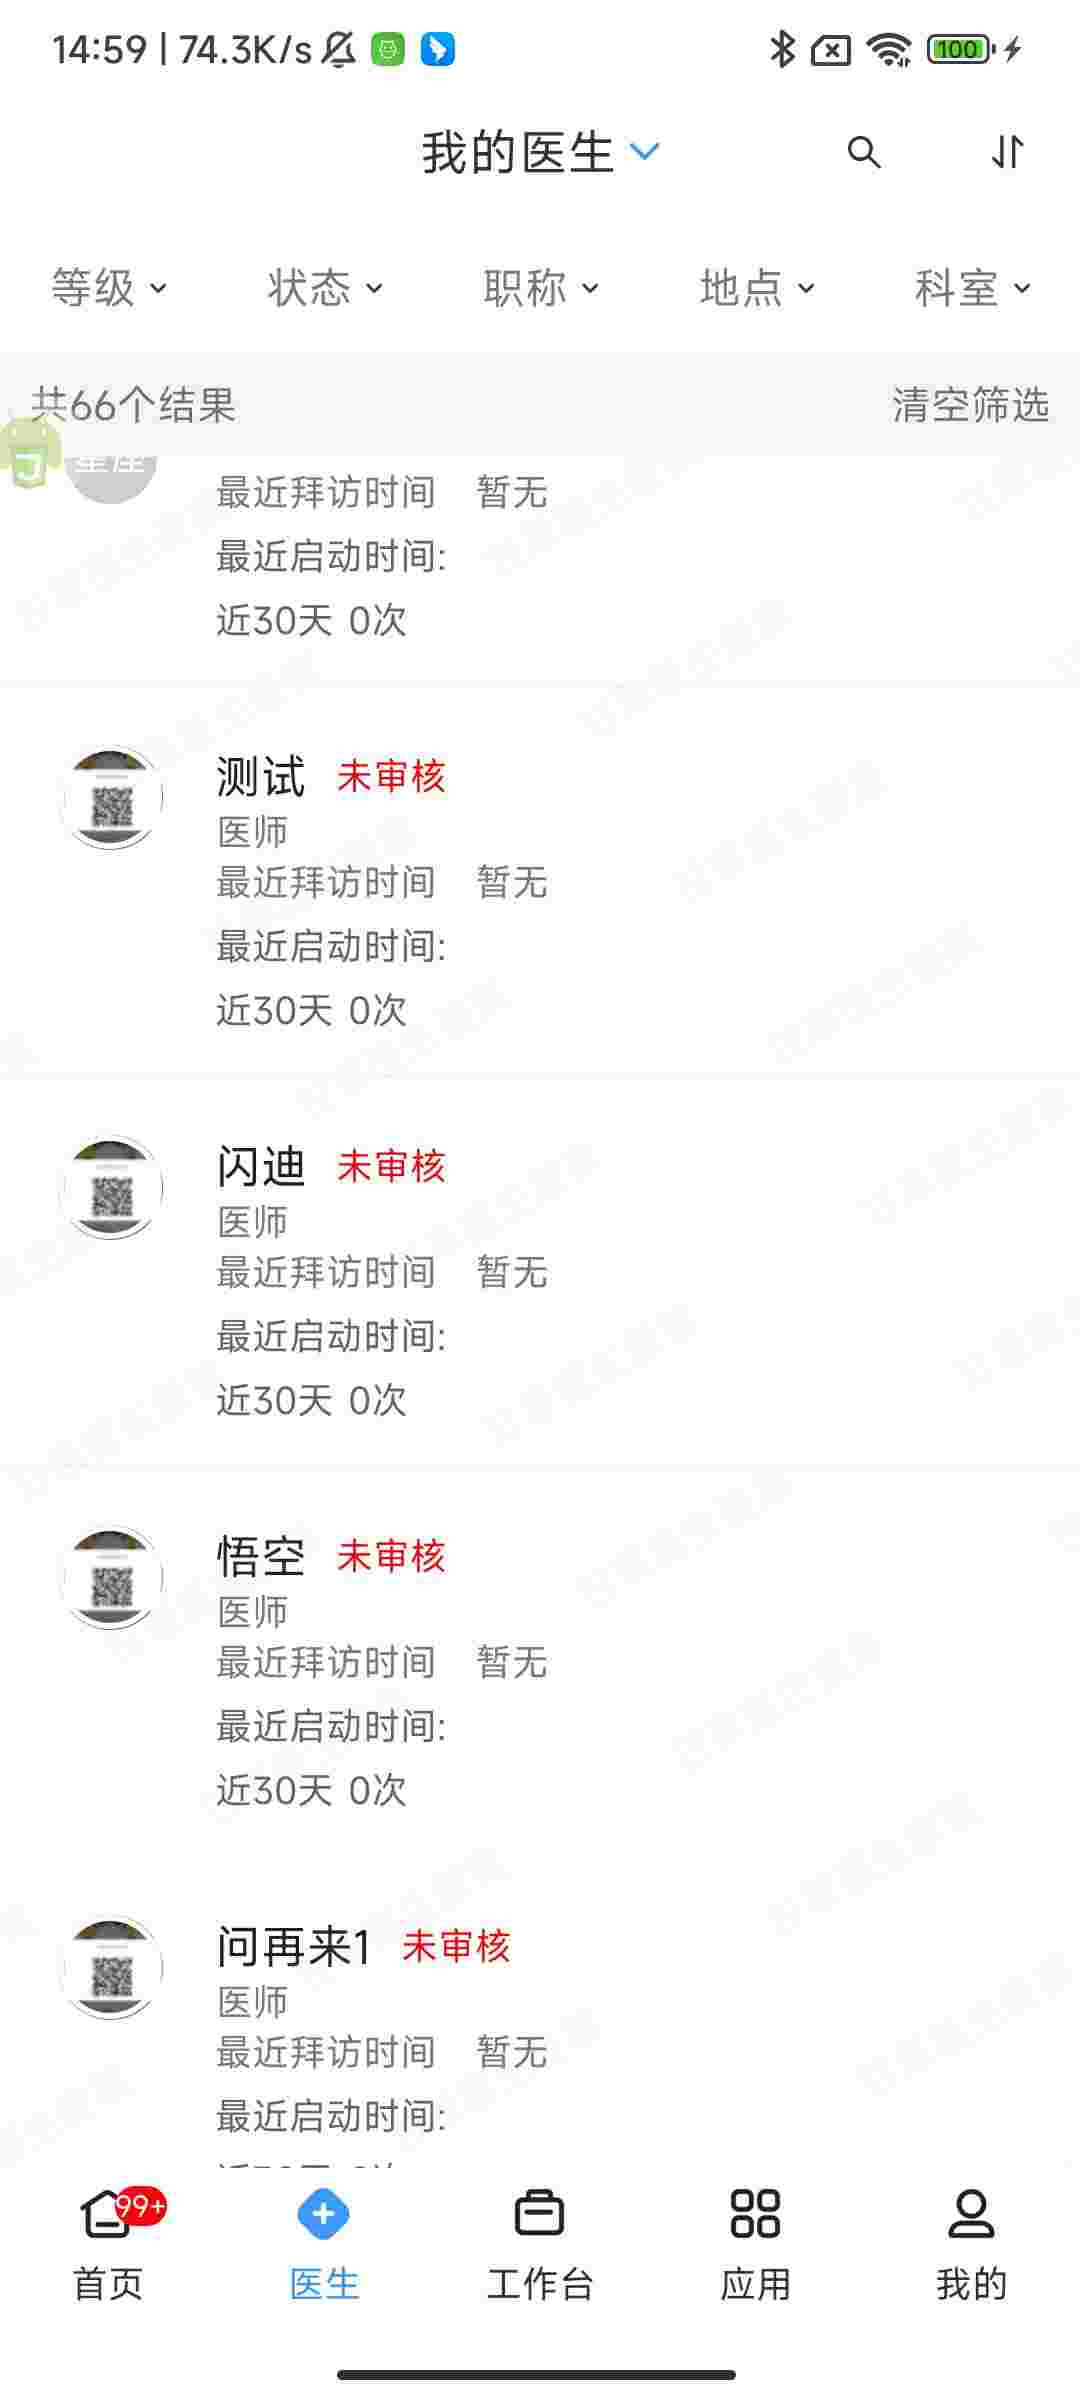 14:59 | 74.3K/s 100
我的医生
等级 状态 职称 地点 科室
共66个结果 清空筛选
最近拜访时间 暂无
最近启动时间:
近30天 0次
测试 未审核
医师
最近拜访时间 暂无
最近启动时间:
近30天 0次
闪迪 未审核
医师
最近拜访时间 暂无
最近启动时间:
近30天 0次
悟空 未审核
医师
最近拜访时间 暂无
最近启动时间:
近30天 0次
问再来1 未审核
医师
最近拜访时间 暂无
最近启动时间:
99+
首页 医生 工作台 应用 我的